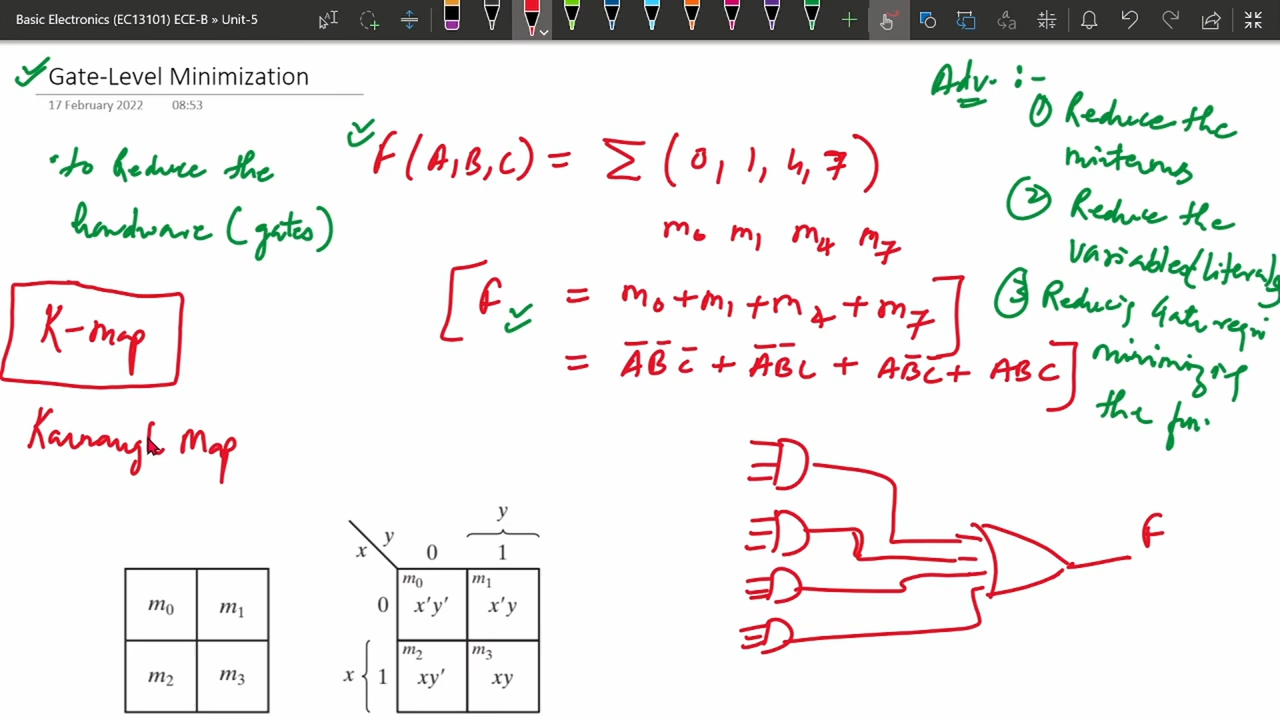 Basic Electronics (EC13101) ECE-B » Unit-5
Gate-Level Minimization
17 February 2022 08:53
• to Reduce the
hardware (gates)
K-map
Karnaugh Map
F(A,B,C) = Σ (0, 1, 4, 7)
m0 m1 m4 m7
F = m0 + m1 + m4 + m7
= A̅ B̅ C̅ + A̅ B̅ C + A B̅ C̅ + ABC
Adv. :-
① Reduce the
minterms
② Reduce the
variables (literals)
③ Reducing Gate requi
minimizing
the fun.
F
m0 m1
m2 m3
y
x y 0 1
0 m0 x'y' m1 x'y
x 1 m2 xy' m3 xy